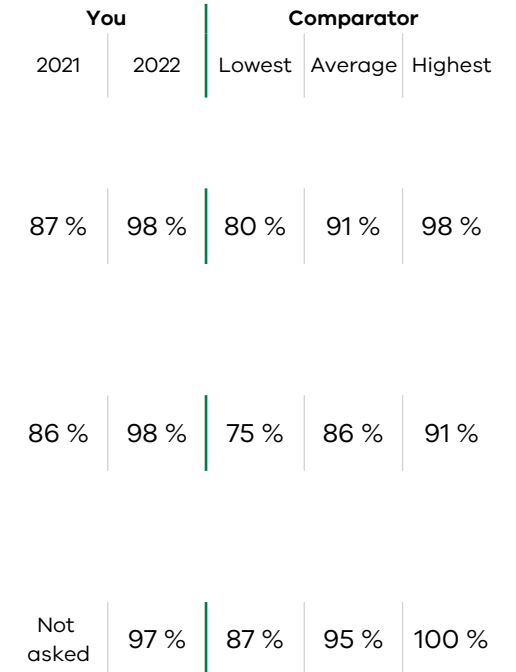 You Comparator
2021 2022 Lowest Average Highest
87 % 98 % 80 % 91 % 98 %
86 % 98 % 75 % 86 % 91 %
Not
asked 97 % 87 % 95 % 100 %